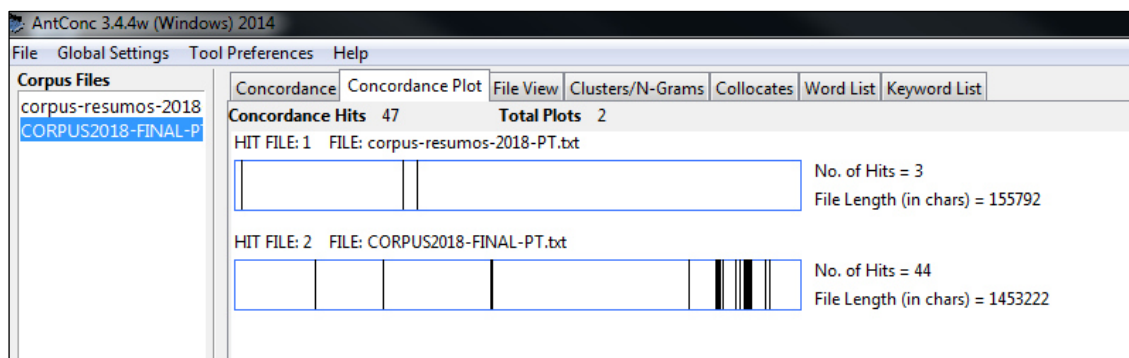 AntConc 3.4.4w (Windows) 2014
File Global Settings Tool Preferences Help
Corpus Files
corpus-resumos-2018
CORPUS2018-FINAL-P
Concordance Concordance Plot File View Clusters/N-Grams Collocates Word List Keyword List
Concordance Hits 47 Total Plots 2
HIT FILE: 1 FILE: corpus-resumos-2018-PT.txt
No. of Hits = 3
File Length (in chars) = 155792
HIT FILE: 2 FILE: CORPUS2018-FINAL-PT.txt
No. of Hits = 44
File Length (in chars) = 1453222